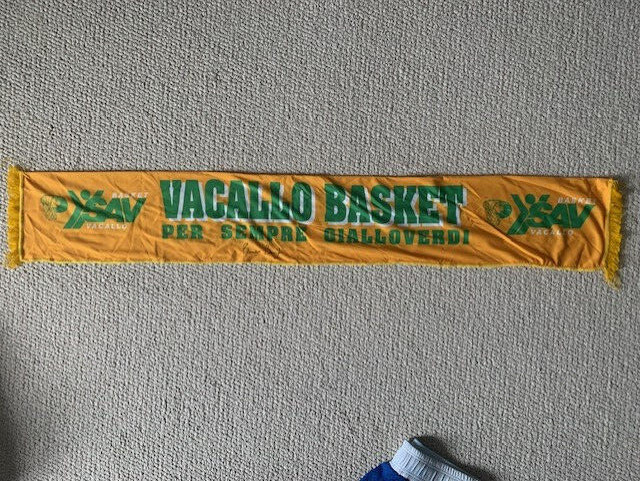 BASKET
SAV
VACALLO
VACALLO BASKET
PER SEMPRE GIALLOVERDI
BASKET
SAV
VACALLO